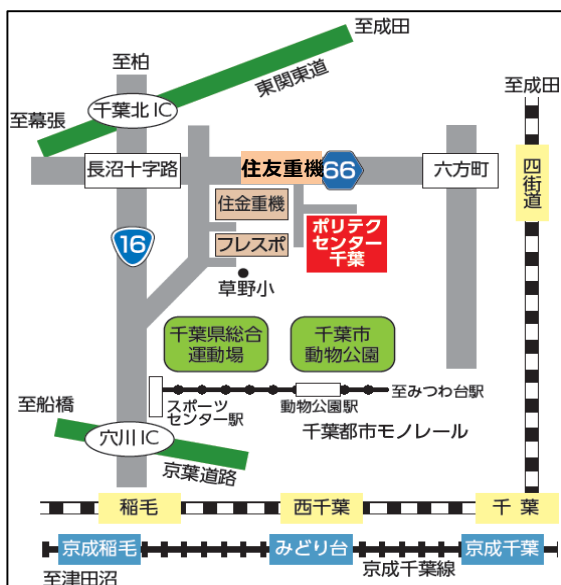 至成田
至柏
東関東道
至成田
千葉北IC
至幕張
長沼十字路
住友重機
66
六方町
四街道
住金重機
ポリテク
センター
千葉
16
フレスポ
草野小
千葉県総合
運動場
千葉市
動物公園
至みつわ台駅
スポーツ
センター駅
動物公園駅
至船橋
千葉都市モノレール
穴川IC
京葉道路
稲毛
西千葉
千葉
京成稲毛
みどり台
京成千葉
京成千葉線
至津田沼